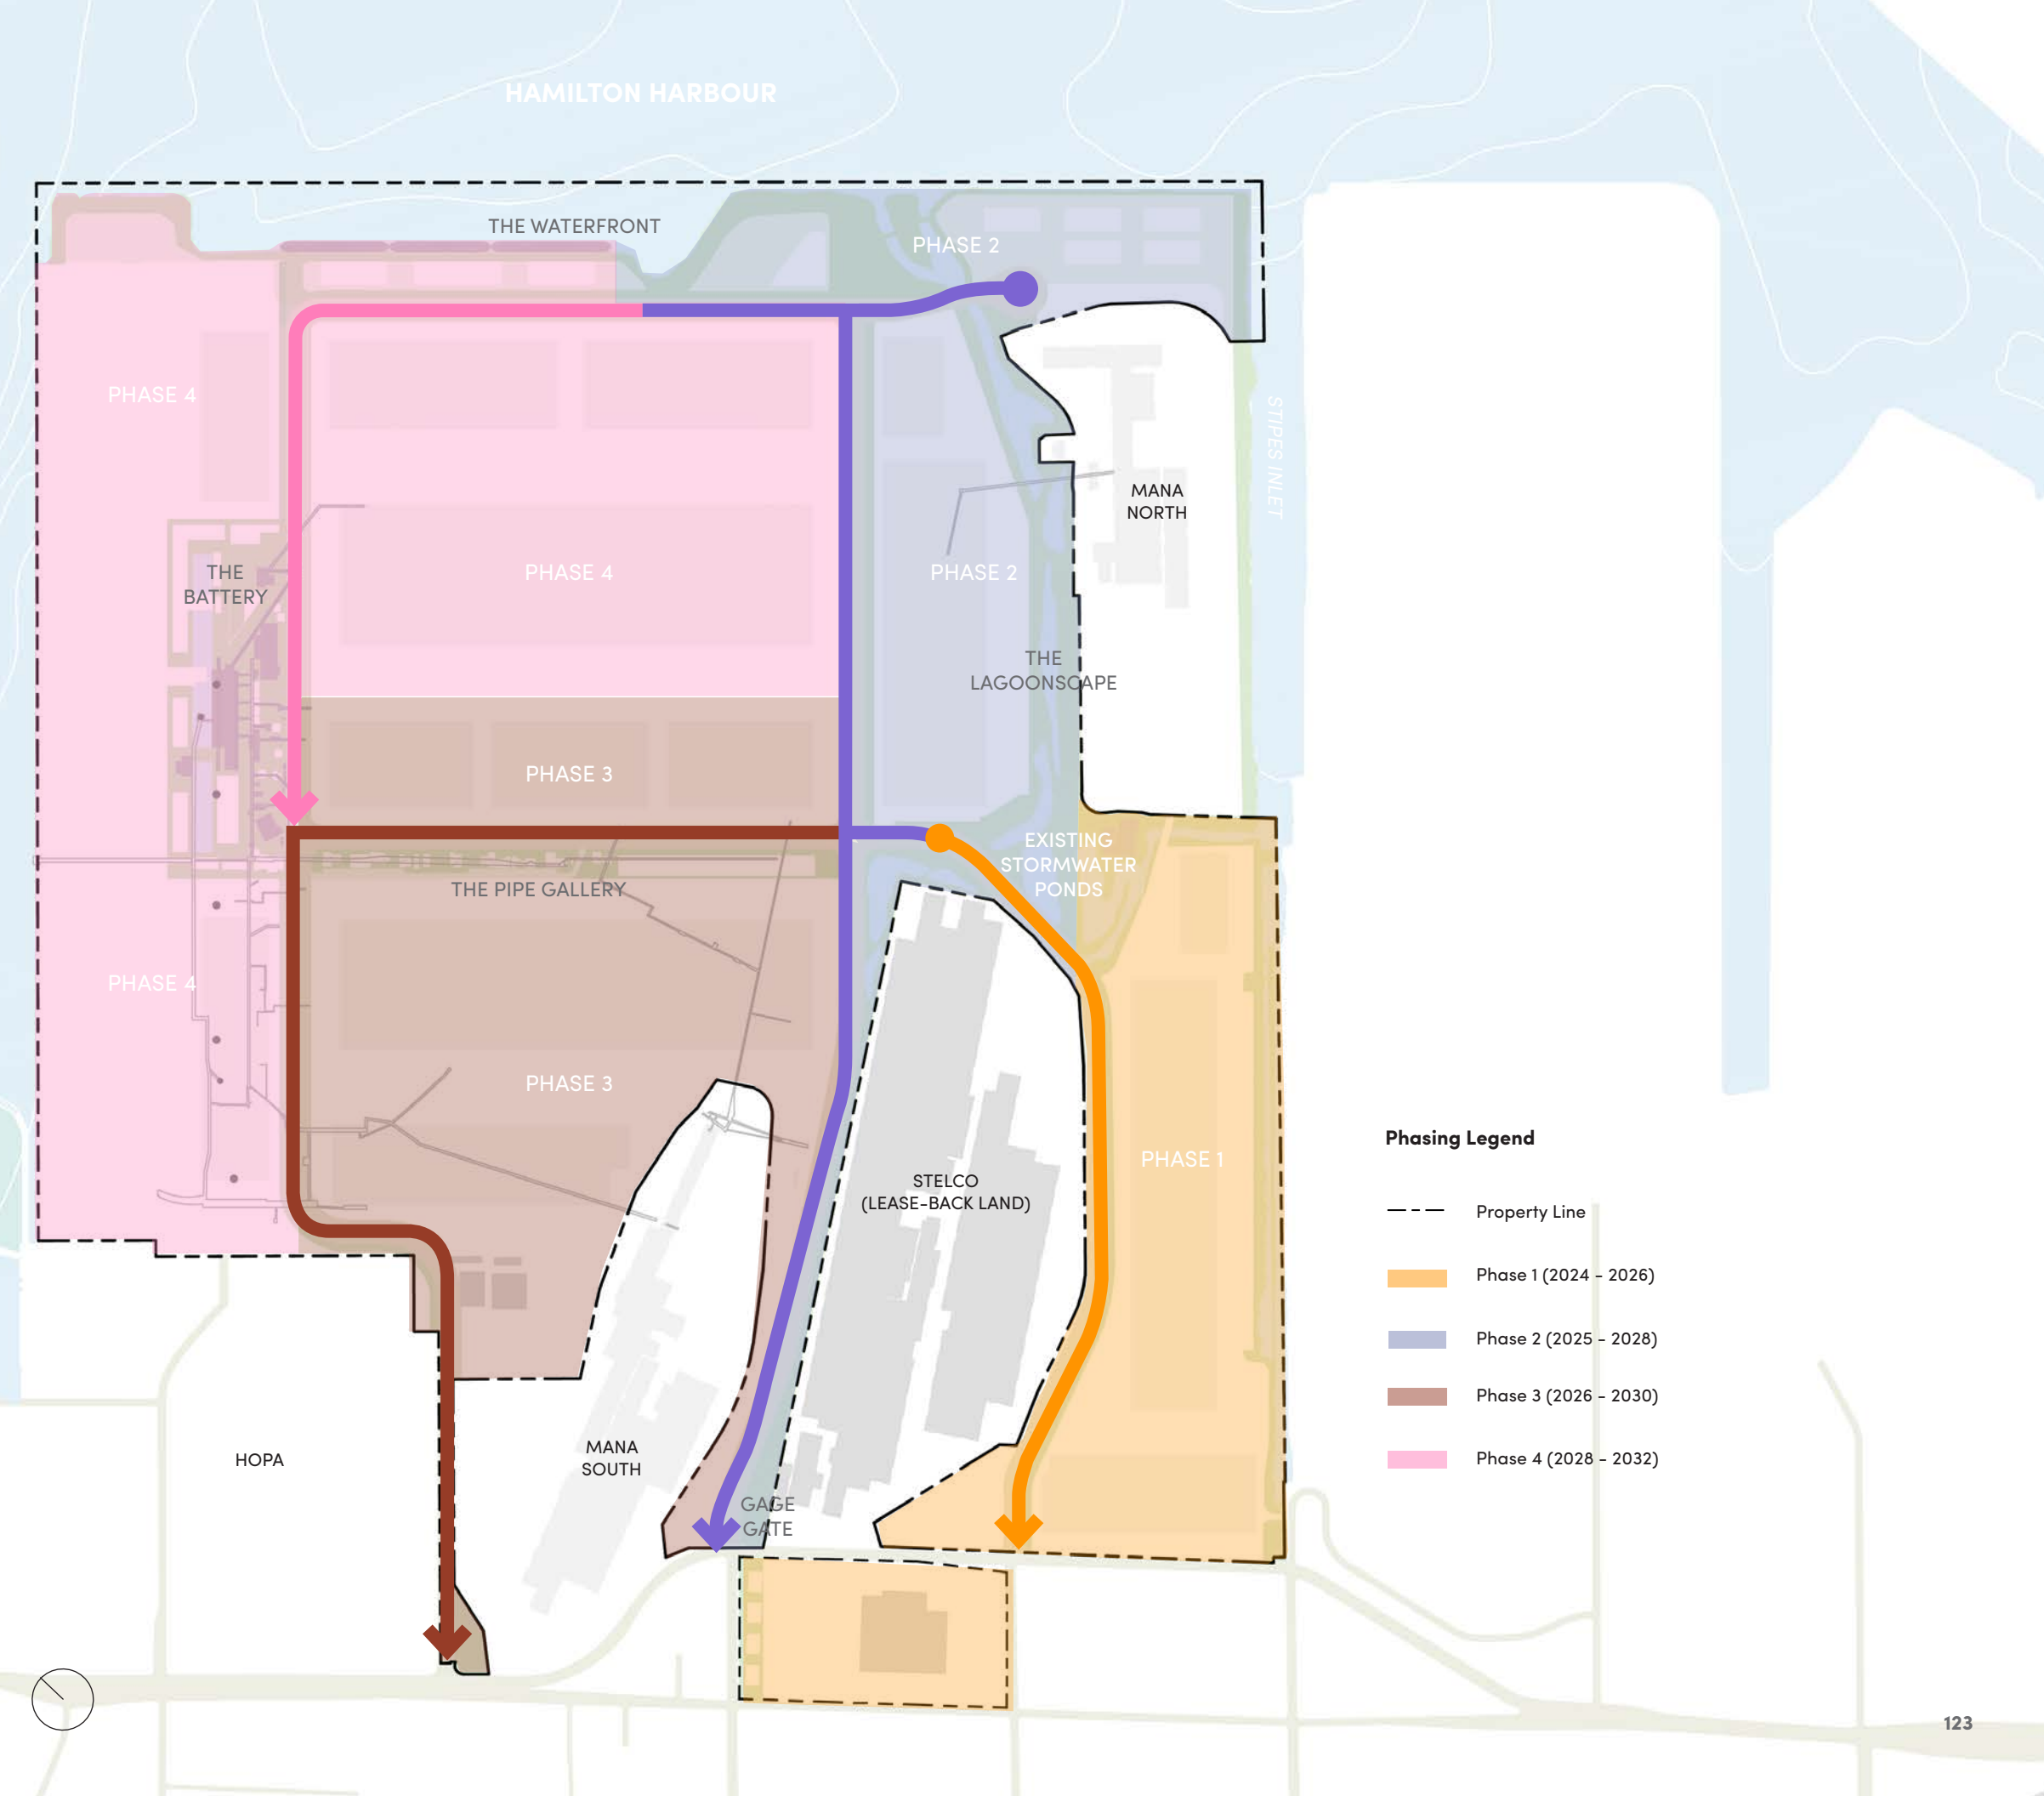 HAMILTON HARBOUR
THE WATERFRONT
PHASE 2
PHASE 4
STIPES INLET
MANA
NORTH
THE
BATTERY
PHASE 4
PHASE 2
THE
LAGOONSCAPE
PHASE 3
EXISTING
STORMWATER
PONDS
THE PIPE GALLERY
PHASE 4
PHASE 3
PHASE 1
STELCO
(LEASE-BACK LAND)
Phasing Legend
Property Line
Phase 1 (2024 - 2026)
Phase 2 (2025 - 2028)
Phase 3 (2026 - 2030)
Phase 4 (2028 - 2032)
HOPA
MANA
SOUTH
GAGE
GATE
123